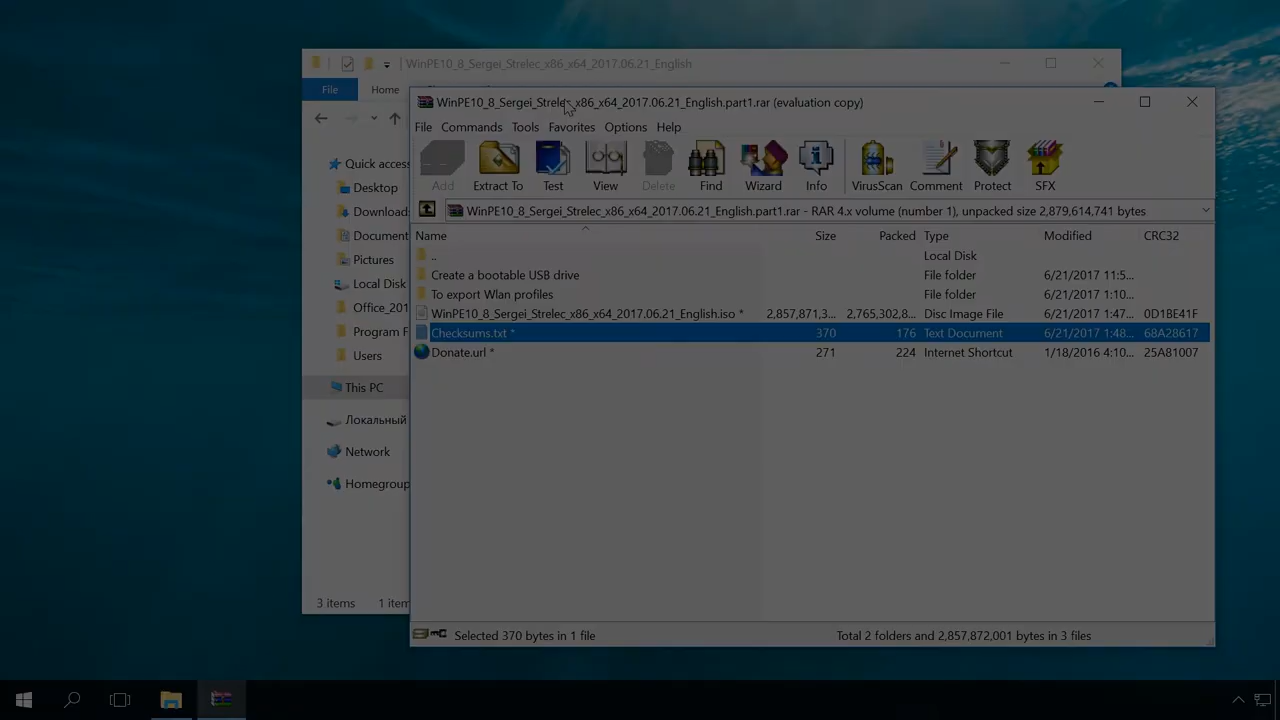 WinPE10_8_Sergei_Strelec_x86_x64_2017.06.21_English
File Home
WinPE10_8_Sergei_Strelec_x86_x64_2017.06.21_English.part1.rar (evaluation copy)
File Commands Tools Favorites Options Help
Add Extract To Test View Delete Find Wizard Info VirusScan Comment Protect SFX
WinPE10_8_Sergei_Strelec_x86_x64_2017.06.21_English.part1.rar - RAR 4.x volume (number 1), unpacked size 2,879,614,741 bytes
Name Size Packed Type Modified CRC32
.. Local Disk
Create a bootable USB drive File folder 6/21/2017 11:5...
To export Wlan profiles File folder 6/21/2017 1:10...
WinPE10_8_Sergei_Strelec_x86_x64_2017.06.21_English.iso * 2,857,871,3... 2,765,302,8... Disc Image File 6/21/2017 1:47... 0D1BE41F
Checksums.txt * 370 176 Text Document 6/21/2017 1:48... 68A28617
Donate.url * 271 224 Internet Shortcut 1/18/2016 4:10... 25A81007
Quick access
Desktop
Download
Document
Pictures
Local Disk
Office_201
Program F
Users
This PC
Локальный
Network
Homegroup
3 items 1 item
Selected 370 bytes in 1 file Total 2 folders and 2,857,872,001 bytes in 3 files